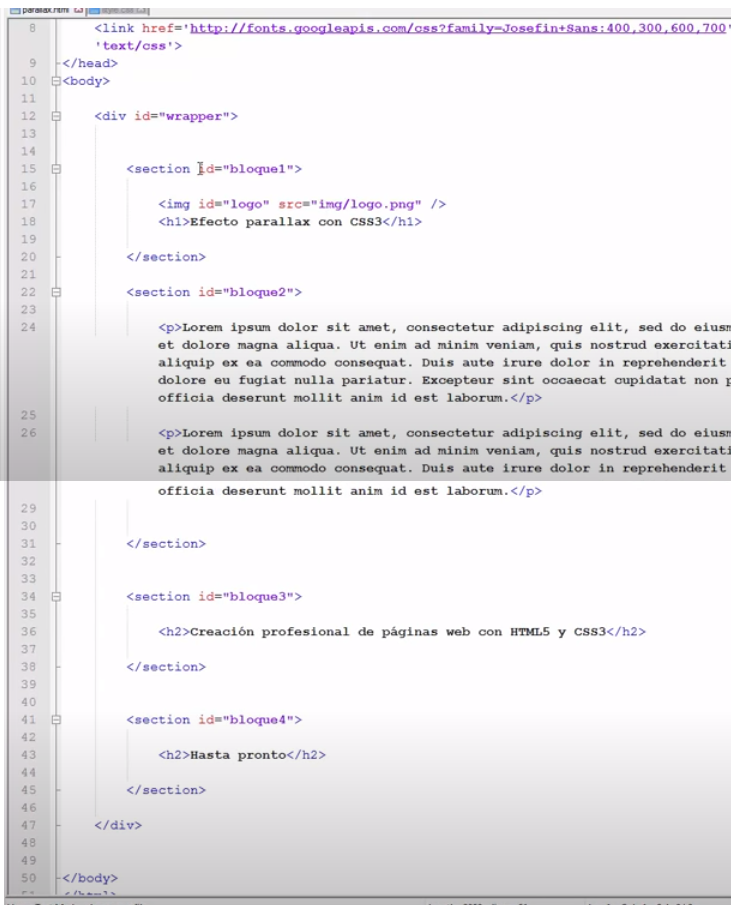 parallax.html
8 <link href='http://fonts.googleapis.com/css?family=Josefin+Sans:400,300,600,700'
'text/css'>
9 </head>
10 <body>
11
12 <div id="wrapper">
13
14
15 <section id="bloque1">
16
17 <img id="logo" src="img/logo.png" />
18 <h1>Efecto parallax con CSS3</h1>
19
20 </section>
21
22 <section id="bloque2">
23
24 <p>Lorem ipsum dolor sit amet, consectetur adipiscing elit, sed do eiusm
et dolore magna aliqua. Ut enim ad minim veniam, quis nostrud exercitati
aliquip ex ea commodo consequat. Duis aute irure dolor in reprehenderit
dolore eu fugiat nulla pariatur. Excepteur sint occaecat cupidatat non p
officia deserunt mollit anim id est laborum.</p>
25
26 <p>Lorem ipsum dolor sit amet, consectetur adipiscing elit, sed do eiusm
et dolore magna aliqua. Ut enim ad minim veniam, quis nostrud exercitati
aliquip ex ea commodo consequat. Duis aute irure dolor in reprehenderit
officia deserunt mollit anim id est laborum.</p>
29
30
31 </section>
32
33
34 <section id="bloque3">
35
36 <h2>Creación profesional de páginas web con HTML5 y CSS3</h2>
37
38 </section>
39
40
41 <section id="bloque4">
42
43 <h2>Hasta pronto</h2>
44
45 </section>
46
47 </div>
48
49
50 </body>
51 </html>